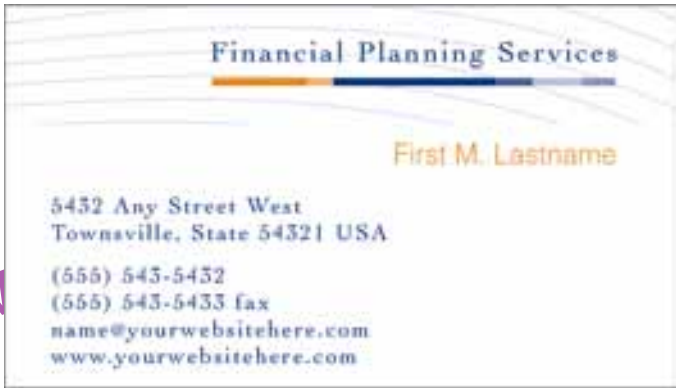 Financial Planning Services
First M. Lastname
5432 Any Street West
Townsville, State 54321 USA
(555) 543-5432
(555) 543-5433 fax
name@yourwebsitehere.com
www.yourwebsitehere.com